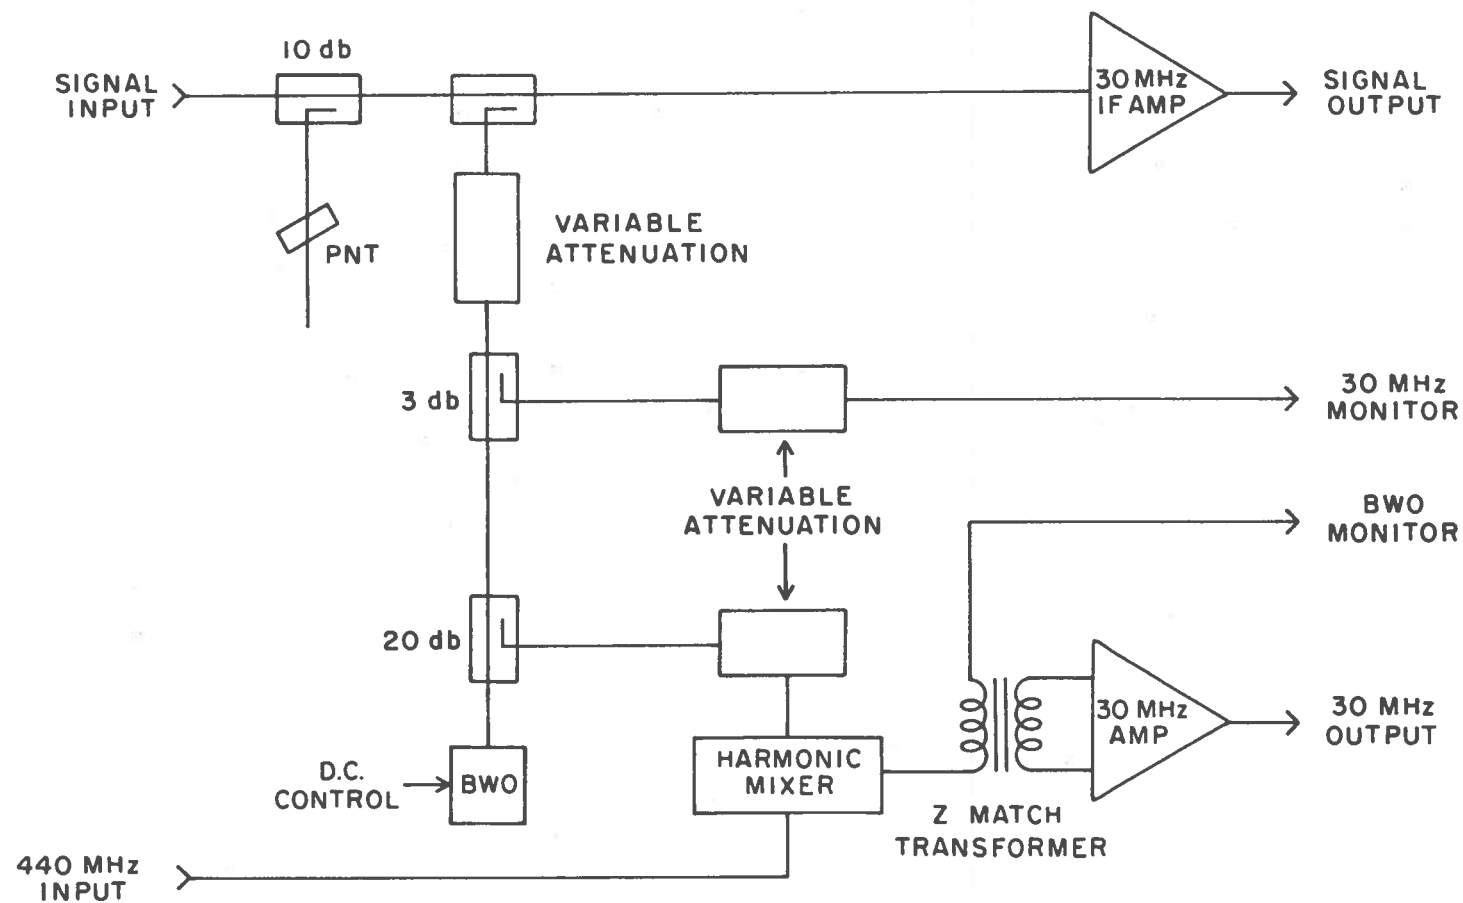 10 db
SIGNAL
INPUT
30 MHz
IF AMP
SIGNAL
OUTPUT
PNT
VARIABLE
ATTENUATION
3 db
30 MHz
MONITOR
VARIABLE
ATTENUATION
BWO
MONITOR
20 db
30 MHz
AMP
30 MHz
OUTPUT
D.C.
CONTROL
BWO
HARMONIC
MIXER
Z MATCH
TRANSFORMER
440 MHz
INPUT